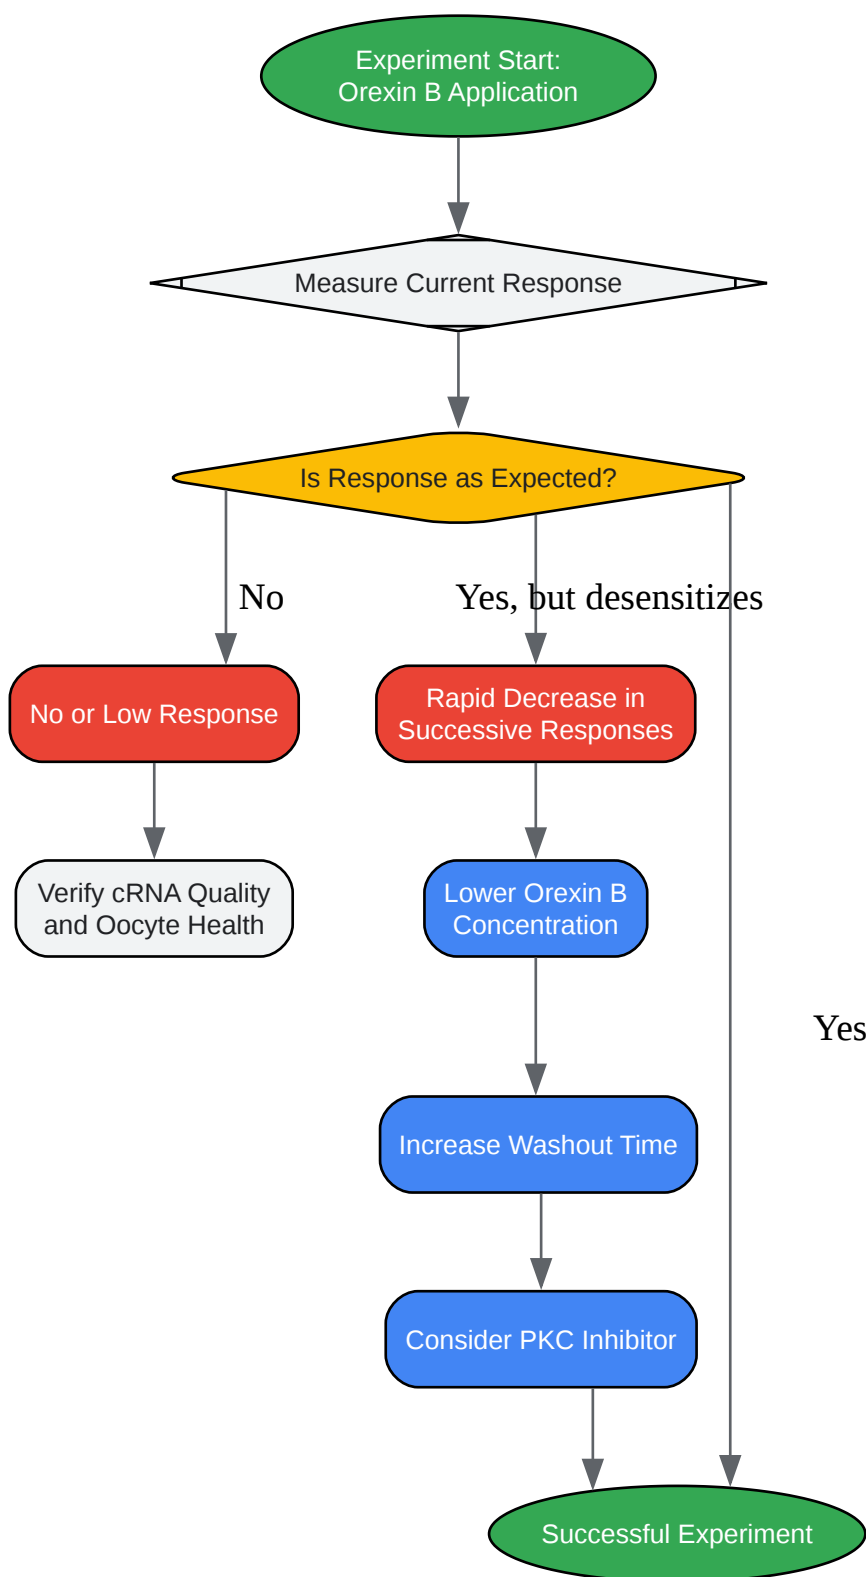 Experiment Start:
Orexin B Application
Measure Current Response
Is Response as Expected?
No
Yes, but desensitizes
No or Low Response
Rapid Decrease in
Successive Responses
Verify cRNA Quality
and Oocyte Health
Lower Orexin B
Concentration
Yes
Increase Washout Time
Consider PKC Inhibitor
Successful Experiment